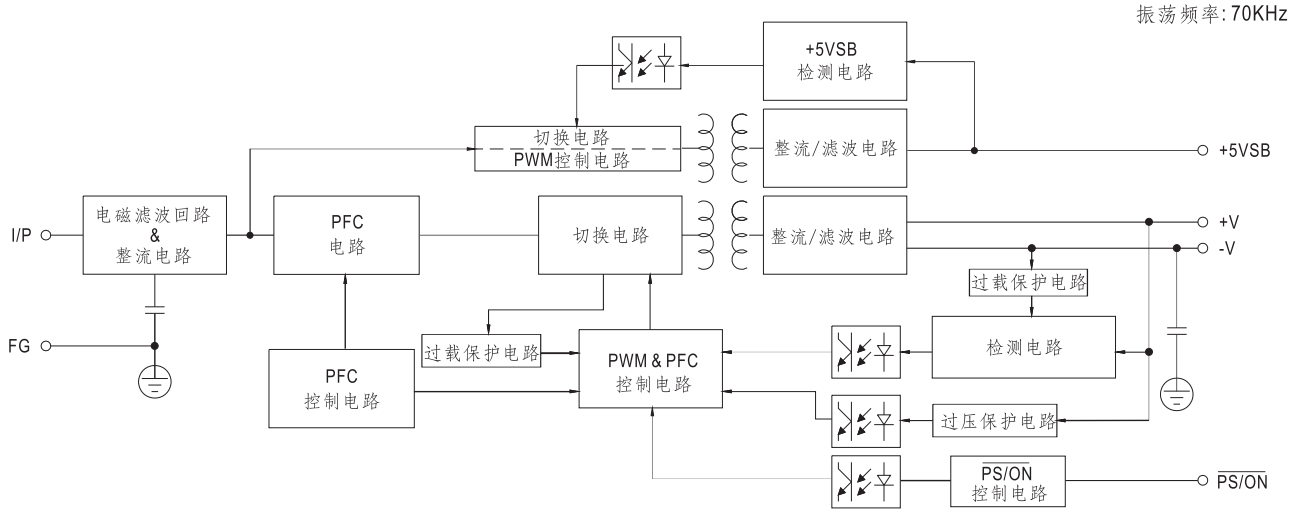 振荡频率: 70KHz
+5VSB
检测电路
切换电路
PWM控制电路
整流/滤波电路
+5VSB
I/P
电磁滤波回路
&
整流电路
PFC
电路
切换电路
整流/滤波电路
+V
-V
过载保护电路
FG
过载保护电路
PWM & PFC
控制电路
检测电路
PFC
控制电路
过压保护电路
PS/ON
控制电路
PS/ON